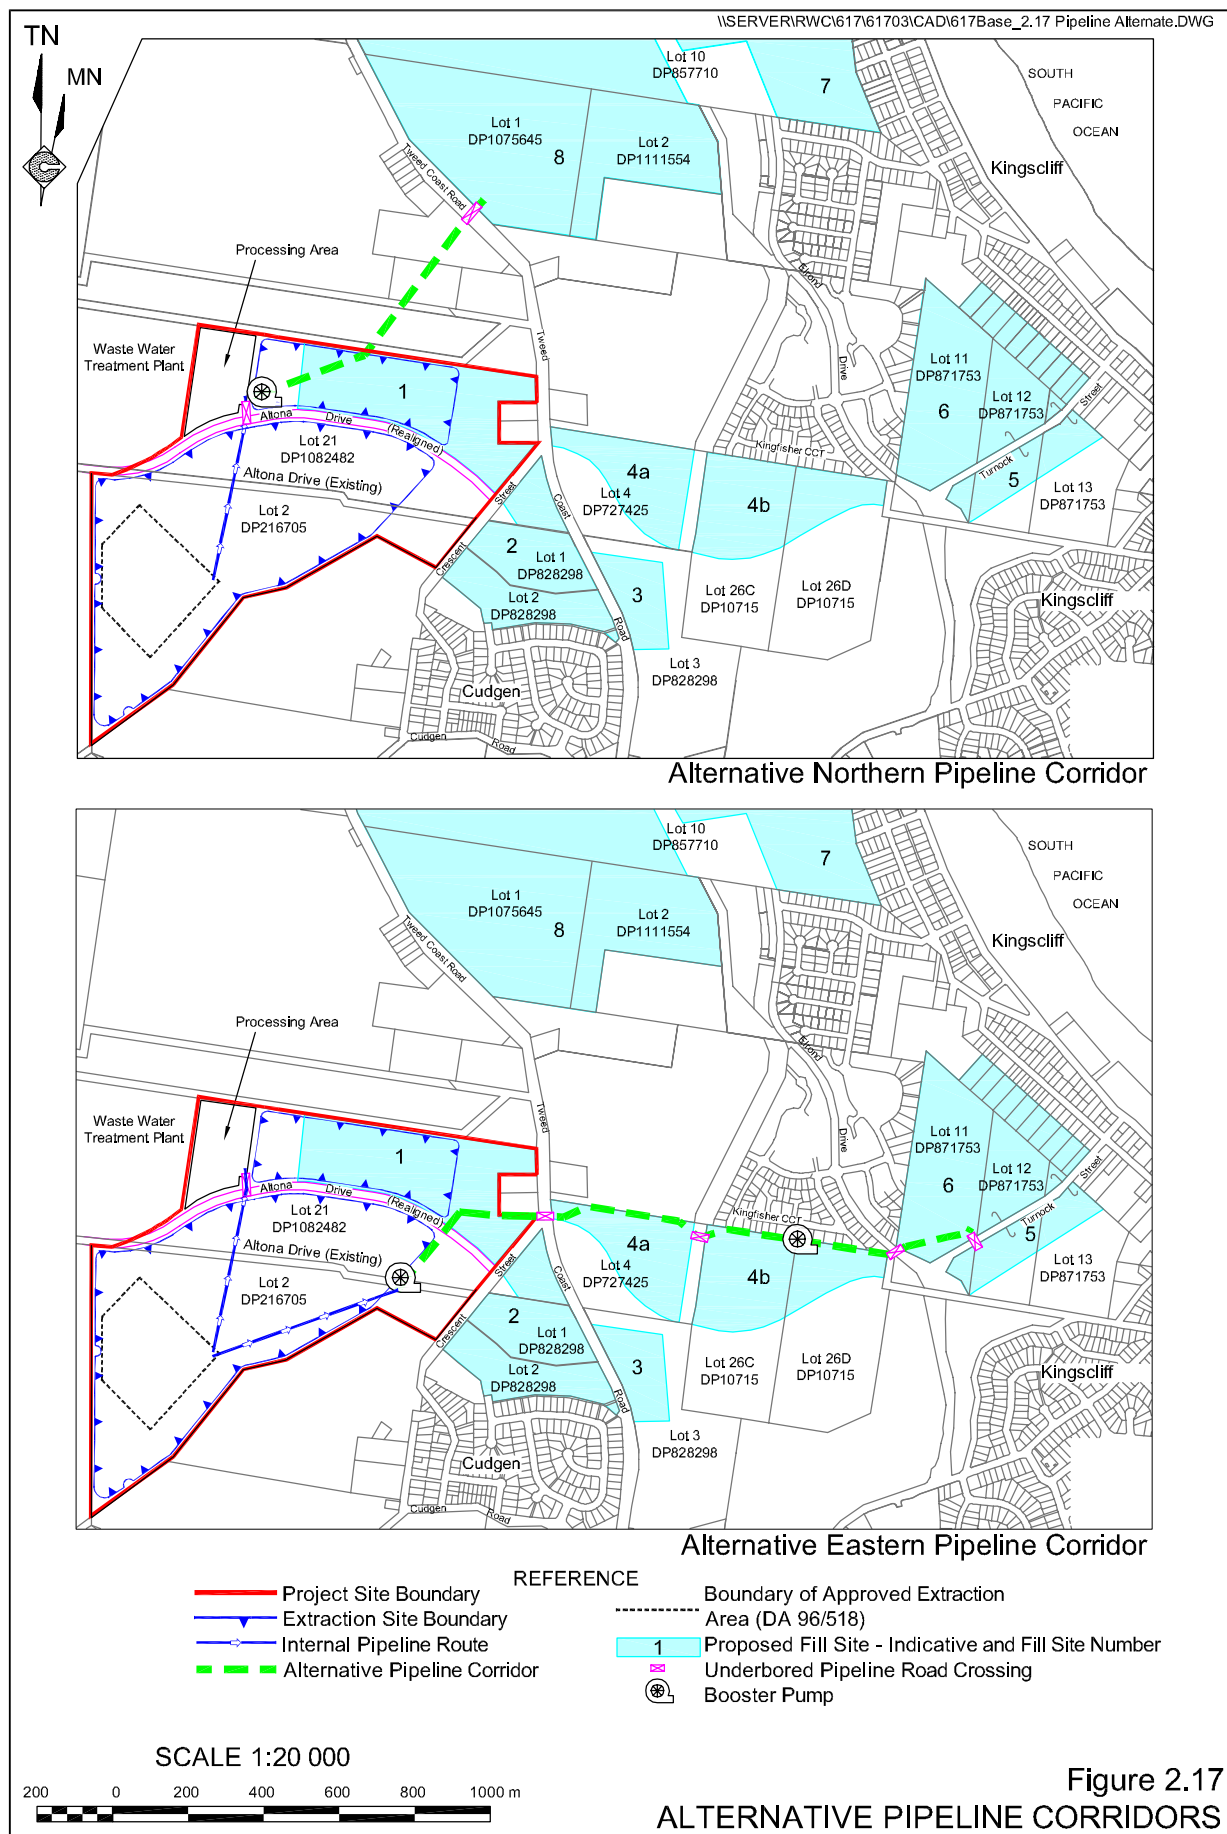 \\SERVER\RWC\617\61703\CAD\617Base_2.17 Pipeline Alternate.DWG
TN
MN
Lot 10
DP857710
7
SOUTH
PACIFIC
OCEAN
Kingscliff
Lot 1
DP1075645
8
Lot 2
DP1111554
Tweed Coast Road
Processing Area
Elrond
Drive
Tweed
Waste Water
Treatment Plant
1
Lot 11
DP871753
6
Lot 12
DP871753
Street
Turnock
5
Lot 13
DP871753
Altona
Drive
(Realigned)
Lot 21
DP1082482
Altona Drive (Existing)
Kingfisher CCT
4a
Lot 4
DP727425
4b
Street
Coast
Lot 2
DP216705
Crescent
2
Lot 1
DP828298
Lot 2
DP828298
3
Road
Lot 26C
DP10715
Lot 26D
DP10715
Kingscliff
Lot 3
DP828298
Cudgen
Cudgen
Road
Alternative Northern Pipeline Corridor
Lot 10
DP857710
7
SOUTH
PACIFIC
OCEAN
Kingscliff
Lot 1
DP1075645
8
Lot 2
DP1111554
Tweed Coast Road
Processing Area
Elrond
Drive
Tweed
Waste Water
Treatment Plant
1
Lot 11
DP871753
6
Lot 12
DP871753
Street
Turnock
5
Lot 13
DP871753
Altona
Drive
(Realigned)
Lot 21
DP1082482
Altona Drive (Existing)
Kingfisher CCT
4a
Lot 4
DP727425
4b
Street
Coast
Lot 2
DP216705
Crescent
2
Lot 1
DP828298
Lot 2
DP828298
3
Road
Lot 26C
DP10715
Lot 26D
DP10715
Kingscliff
Lot 3
DP828298
Cudgen
Cudgen
Road
Alternative Eastern Pipeline Corridor
REFERENCE
Project Site Boundary
Extraction Site Boundary
Internal Pipeline Route
Alternative Pipeline Corridor
Boundary of Approved Extraction
Area (DA 96/518)
1
Proposed Fill Site - Indicative and Fill Site Number
Underbored Pipeline Road Crossing
Booster Pump
SCALE 1:20 000
200 0 200 400 600 800 1000 m
Figure 2.17
ALTERNATIVE PIPELINE CORRIDORS